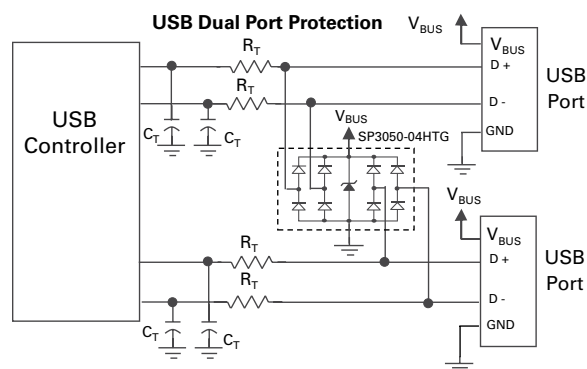 USB Dual Port Protection
V_BUS
R_T
V_BUS
D +
USB
Port
R_T
D -
USB
Controller
C_T
C_T
V_BUS
SP3050-04HTG
GND
V_BUS
V_BUS
R_T
D +
USB
Port
R_T
D -
C_T
C_T
GND